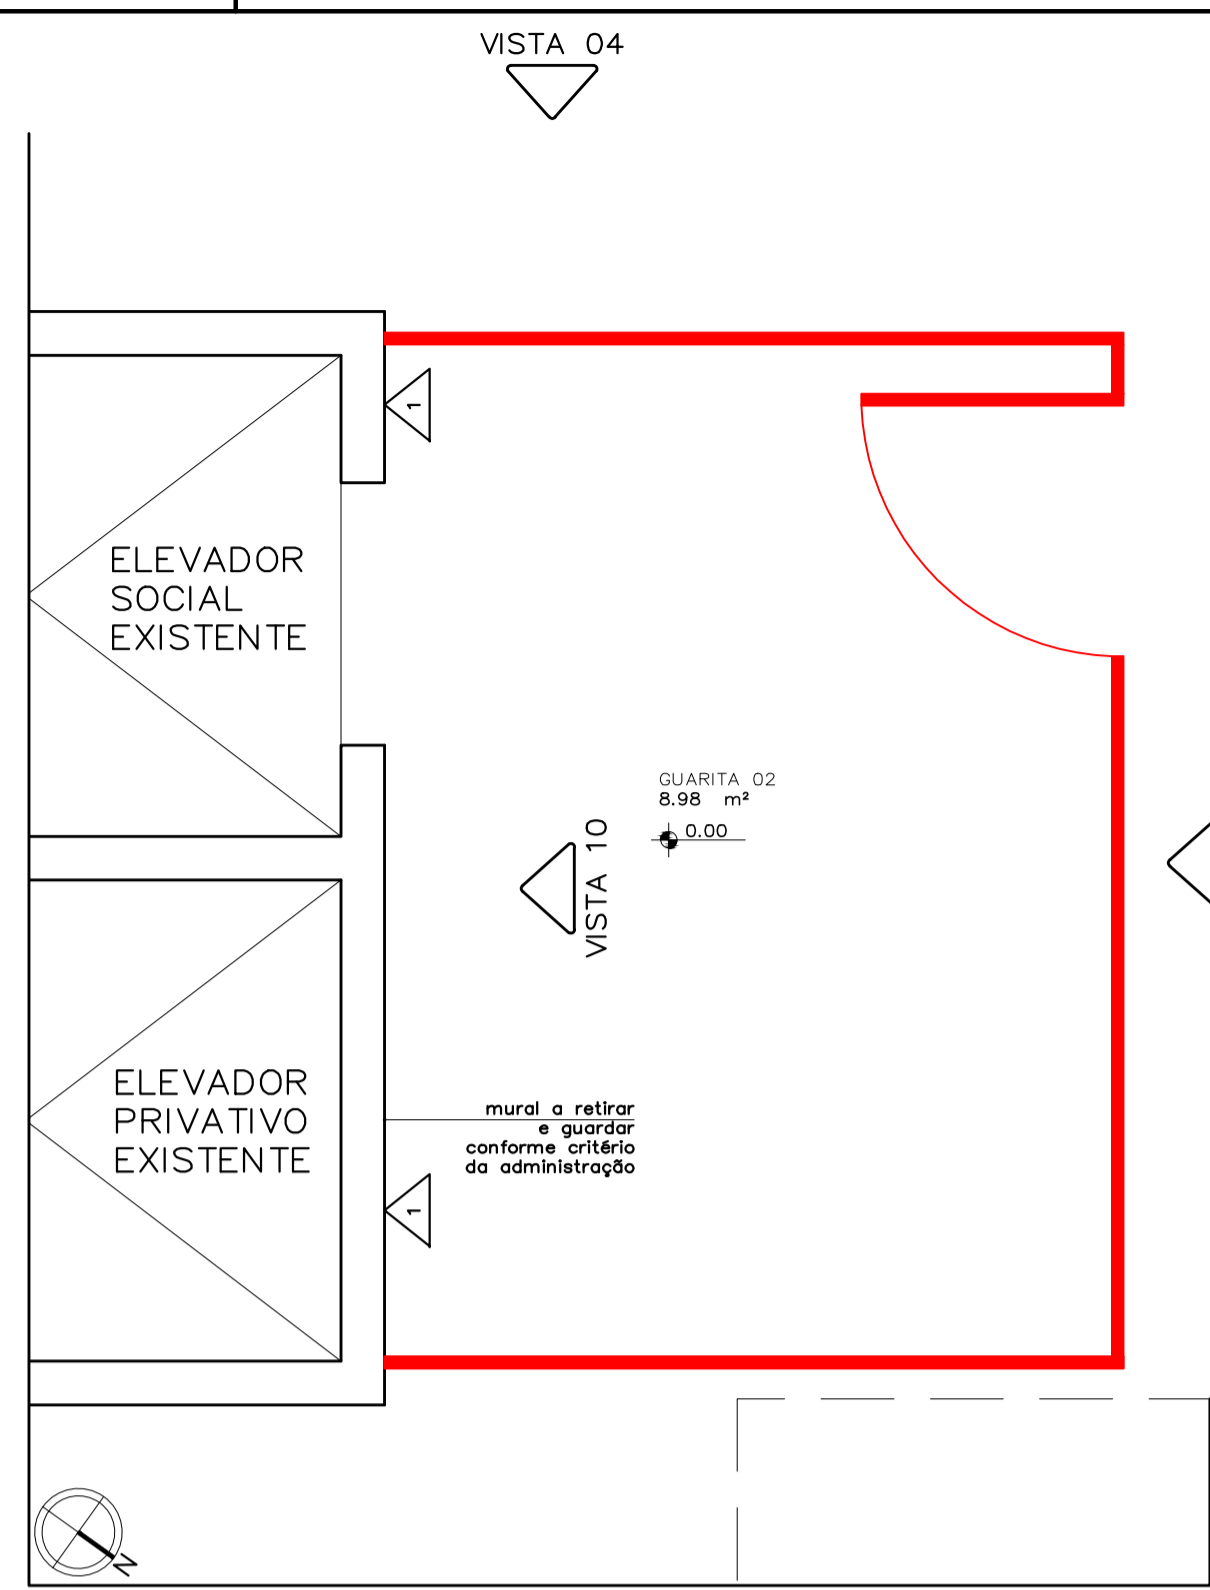 VISTA 04
1
ELEVADOR
SOCIAL
EXISTENTE
GUARITA 02
8.98 m²
0.00
VISTA 10
ELEVADOR
PRIVATIVO
EXISTENTE
mural a retirar
e guardar
conforme critério
da administração
1
N